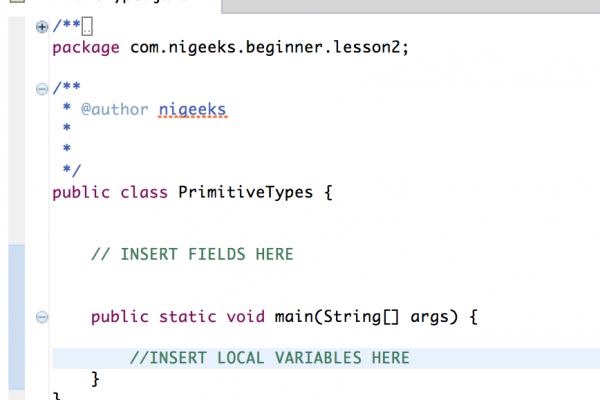 /**
package com.nigeeks.beginner.lesson2;
/**
* @author nigeeks
*
*
*/
public class PrimitiveTypes {
// INSERT FIELDS HERE
public static void main(String[] args) {
//INSERT LOCAL VARIABLES HERE
}
}